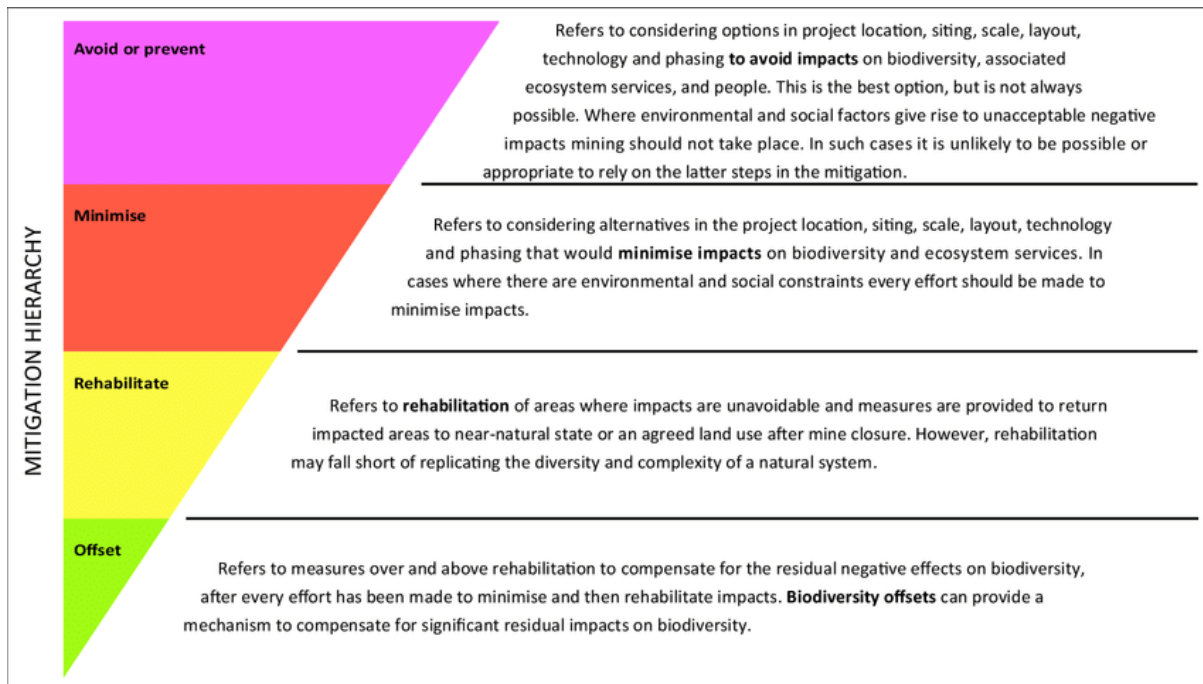 MITIGATION HIERARCHY
Avoid or prevent
Refers to considering options in project location, siting, scale, layout,
technology and phasing to avoid impacts on biodiversity, associated
ecosystem services, and people. This is the best option, but is not always
possible. Where environmental and social factors give rise to unacceptable negative
impacts mining should not take place. In such cases it is unlikely to be possible or
appropriate to rely on the latter steps in the mitigation.
Minimise
Refers to considering alternatives in the project location, siting, scale, layout, technology
and phasing that would minimise impacts on biodiversity and ecosystem services. In
cases where there are environmental and social constraints every effort should be made to
minimise impacts.
Rehabilitate
Refers to rehabilitation of areas where impacts are unavoidable and measures are provided to return
impacted areas to near-natural state or an agreed land use after mine closure. However, rehabilitation
may fall short of replicating the diversity and complexity of a natural system.
Offset
Refers to measures over and above rehabilitation to compensate for the residual negative effects on biodiversity,
after every effort has been made to minimise and then rehabilitate impacts. Biodiversity offsets can provide a
mechanism to compensate for significant residual impacts on biodiversity.